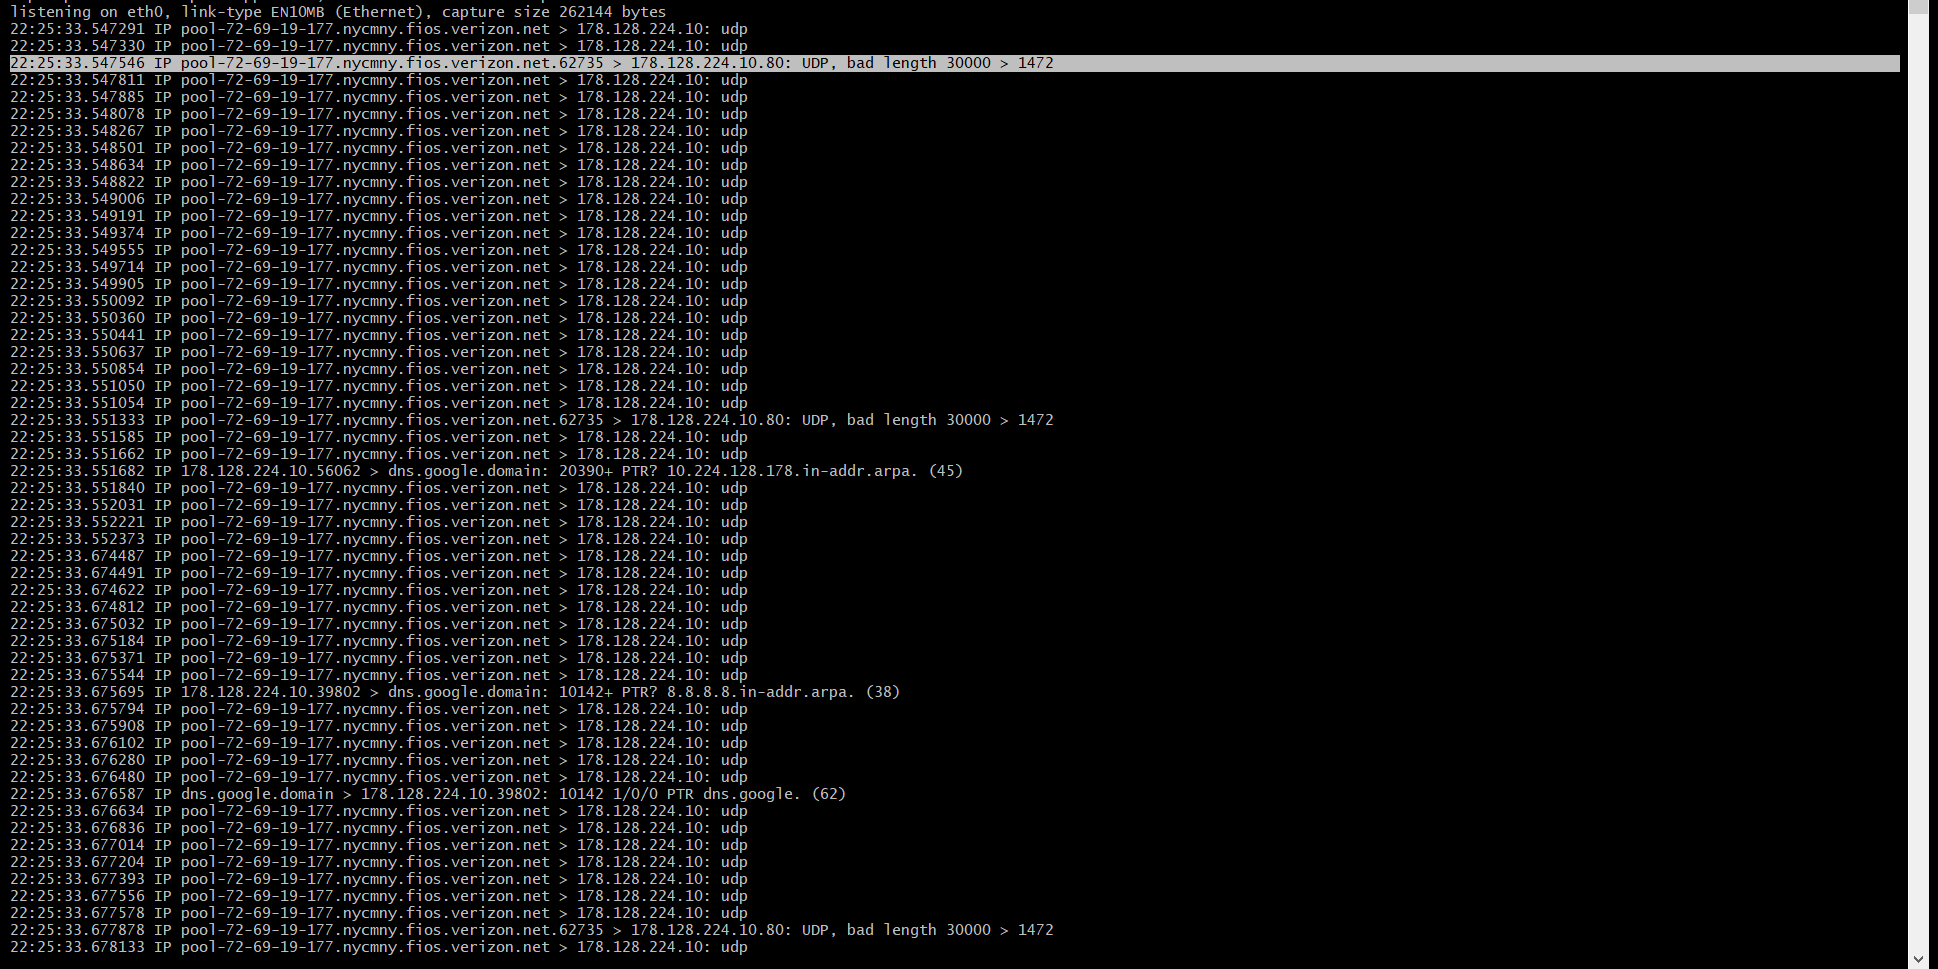 listening on eth0, link-type EN10MB (Ethernet), capture size 262144 bytes
22:25:33.547291 IP pool-72-69-19-177.nycmny.fios.verizon.net > 178.128.224.10: udp
22:25:33.547330 IP pool-72-69-19-177.nycmny.fios.verizon.net > 178.128.224.10: udp
22:25:33.547546 IP pool-72-69-19-177.nycmny.fios.verizon.net.62735 > 178.128.224.10.80: UDP, bad length 30000 > 1472
22:25:33.547811 IP pool-72-69-19-177.nycmny.fios.verizon.net > 178.128.224.10: udp
22:25:33.547885 IP pool-72-69-19-177.nycmny.fios.verizon.net > 178.128.224.10: udp
22:25:33.548078 IP pool-72-69-19-177.nycmny.fios.verizon.net > 178.128.224.10: udp
22:25:33.548267 IP pool-72-69-19-177.nycmny.fios.verizon.net > 178.128.224.10: udp
22:25:33.548501 IP pool-72-69-19-177.nycmny.fios.verizon.net > 178.128.224.10: udp
22:25:33.548634 IP pool-72-69-19-177.nycmny.fios.verizon.net > 178.128.224.10: udp
22:25:33.548822 IP pool-72-69-19-177.nycmny.fios.verizon.net > 178.128.224.10: udp
22:25:33.549006 IP pool-72-69-19-177.nycmny.fios.verizon.net > 178.128.224.10: udp
22:25:33.549191 IP pool-72-69-19-177.nycmny.fios.verizon.net > 178.128.224.10: udp
22:25:33.549374 IP pool-72-69-19-177.nycmny.fios.verizon.net > 178.128.224.10: udp
22:25:33.549555 IP pool-72-69-19-177.nycmny.fios.verizon.net > 178.128.224.10: udp
22:25:33.549714 IP pool-72-69-19-177.nycmny.fios.verizon.net > 178.128.224.10: udp
22:25:33.549905 IP pool-72-69-19-177.nycmny.fios.verizon.net > 178.128.224.10: udp
22:25:33.550092 IP pool-72-69-19-177.nycmny.fios.verizon.net > 178.128.224.10: udp
22:25:33.550360 IP pool-72-69-19-177.nycmny.fios.verizon.net > 178.128.224.10: udp
22:25:33.550441 IP pool-72-69-19-177.nycmny.fios.verizon.net > 178.128.224.10: udp
22:25:33.550637 IP pool-72-69-19-177.nycmny.fios.verizon.net > 178.128.224.10: udp
22:25:33.550854 IP pool-72-69-19-177.nycmny.fios.verizon.net > 178.128.224.10: udp
22:25:33.551050 IP pool-72-69-19-177.nycmny.fios.verizon.net > 178.128.224.10: udp
22:25:33.551054 IP pool-72-69-19-177.nycmny.fios.verizon.net > 178.128.224.10: udp
22:25:33.551333 IP pool-72-69-19-177.nycmny.fios.verizon.net.62735 > 178.128.224.10.80: UDP, bad length 30000 > 1472
22:25:33.551585 IP pool-72-69-19-177.nycmny.fios.verizon.net > 178.128.224.10: udp
22:25:33.551662 IP pool-72-69-19-177.nycmny.fios.verizon.net > 178.128.224.10: udp
22:25:33.551682 IP 178.128.224.10.56062 > dns.google.domain: 20390+ PTR? 10.224.128.178.in-addr.arpa. (45)
22:25:33.551840 IP pool-72-69-19-177.nycmny.fios.verizon.net > 178.128.224.10: udp
22:25:33.552031 IP pool-72-69-19-177.nycmny.fios.verizon.net > 178.128.224.10: udp
22:25:33.552221 IP pool-72-69-19-177.nycmny.fios.verizon.net > 178.128.224.10: udp
22:25:33.552373 IP pool-72-69-19-177.nycmny.fios.verizon.net > 178.128.224.10: udp
22:25:33.674487 IP pool-72-69-19-177.nycmny.fios.verizon.net > 178.128.224.10: udp
22:25:33.674491 IP pool-72-69-19-177.nycmny.fios.verizon.net > 178.128.224.10: udp
22:25:33.674622 IP pool-72-69-19-177.nycmny.fios.verizon.net > 178.128.224.10: udp
22:25:33.674812 IP pool-72-69-19-177.nycmny.fios.verizon.net > 178.128.224.10: udp
22:25:33.675032 IP pool-72-69-19-177.nycmny.fios.verizon.net > 178.128.224.10: udp
22:25:33.675184 IP pool-72-69-19-177.nycmny.fios.verizon.net > 178.128.224.10: udp
22:25:33.675371 IP pool-72-69-19-177.nycmny.fios.verizon.net > 178.128.224.10: udp
22:25:33.675544 IP pool-72-69-19-177.nycmny.fios.verizon.net > 178.128.224.10: udp
22:25:33.675695 IP 178.128.224.10.39802 > dns.google.domain: 10142+ PTR? 8.8.8.8.in-addr.arpa. (38)
22:25:33.675794 IP pool-72-69-19-177.nycmny.fios.verizon.net > 178.128.224.10: udp
22:25:33.675908 IP pool-72-69-19-177.nycmny.fios.verizon.net > 178.128.224.10: udp
22:25:33.676102 IP pool-72-69-19-177.nycmny.fios.verizon.net > 178.128.224.10: udp
22:25:33.676280 IP pool-72-69-19-177.nycmny.fios.verizon.net > 178.128.224.10: udp
22:25:33.676480 IP pool-72-69-19-177.nycmny.fios.verizon.net > 178.128.224.10: udp
22:25:33.676587 IP dns.google.domain > 178.128.224.10.39802: 10142 1/0/0 PTR dns.google. (62)
22:25:33.676634 IP pool-72-69-19-177.nycmny.fios.verizon.net > 178.128.224.10: udp
22:25:33.676836 IP pool-72-69-19-177.nycmny.fios.verizon.net > 178.128.224.10: udp
22:25:33.677014 IP pool-72-69-19-177.nycmny.fios.verizon.net > 178.128.224.10: udp
22:25:33.677204 IP pool-72-69-19-177.nycmny.fios.verizon.net > 178.128.224.10: udp
22:25:33.677393 IP pool-72-69-19-177.nycmny.fios.verizon.net > 178.128.224.10: udp
22:25:33.677556 IP pool-72-69-19-177.nycmny.fios.verizon.net > 178.128.224.10: udp
22:25:33.677578 IP pool-72-69-19-177.nycmny.fios.verizon.net > 178.128.224.10: udp
22:25:33.677878 IP pool-72-69-19-177.nycmny.fios.verizon.net.62735 > 178.128.224.10.80: UDP, bad length 30000 > 1472
22:25:33.678133 IP pool-72-69-19-177.nycmny.fios.verizon.net > 178.128.224.10: udp